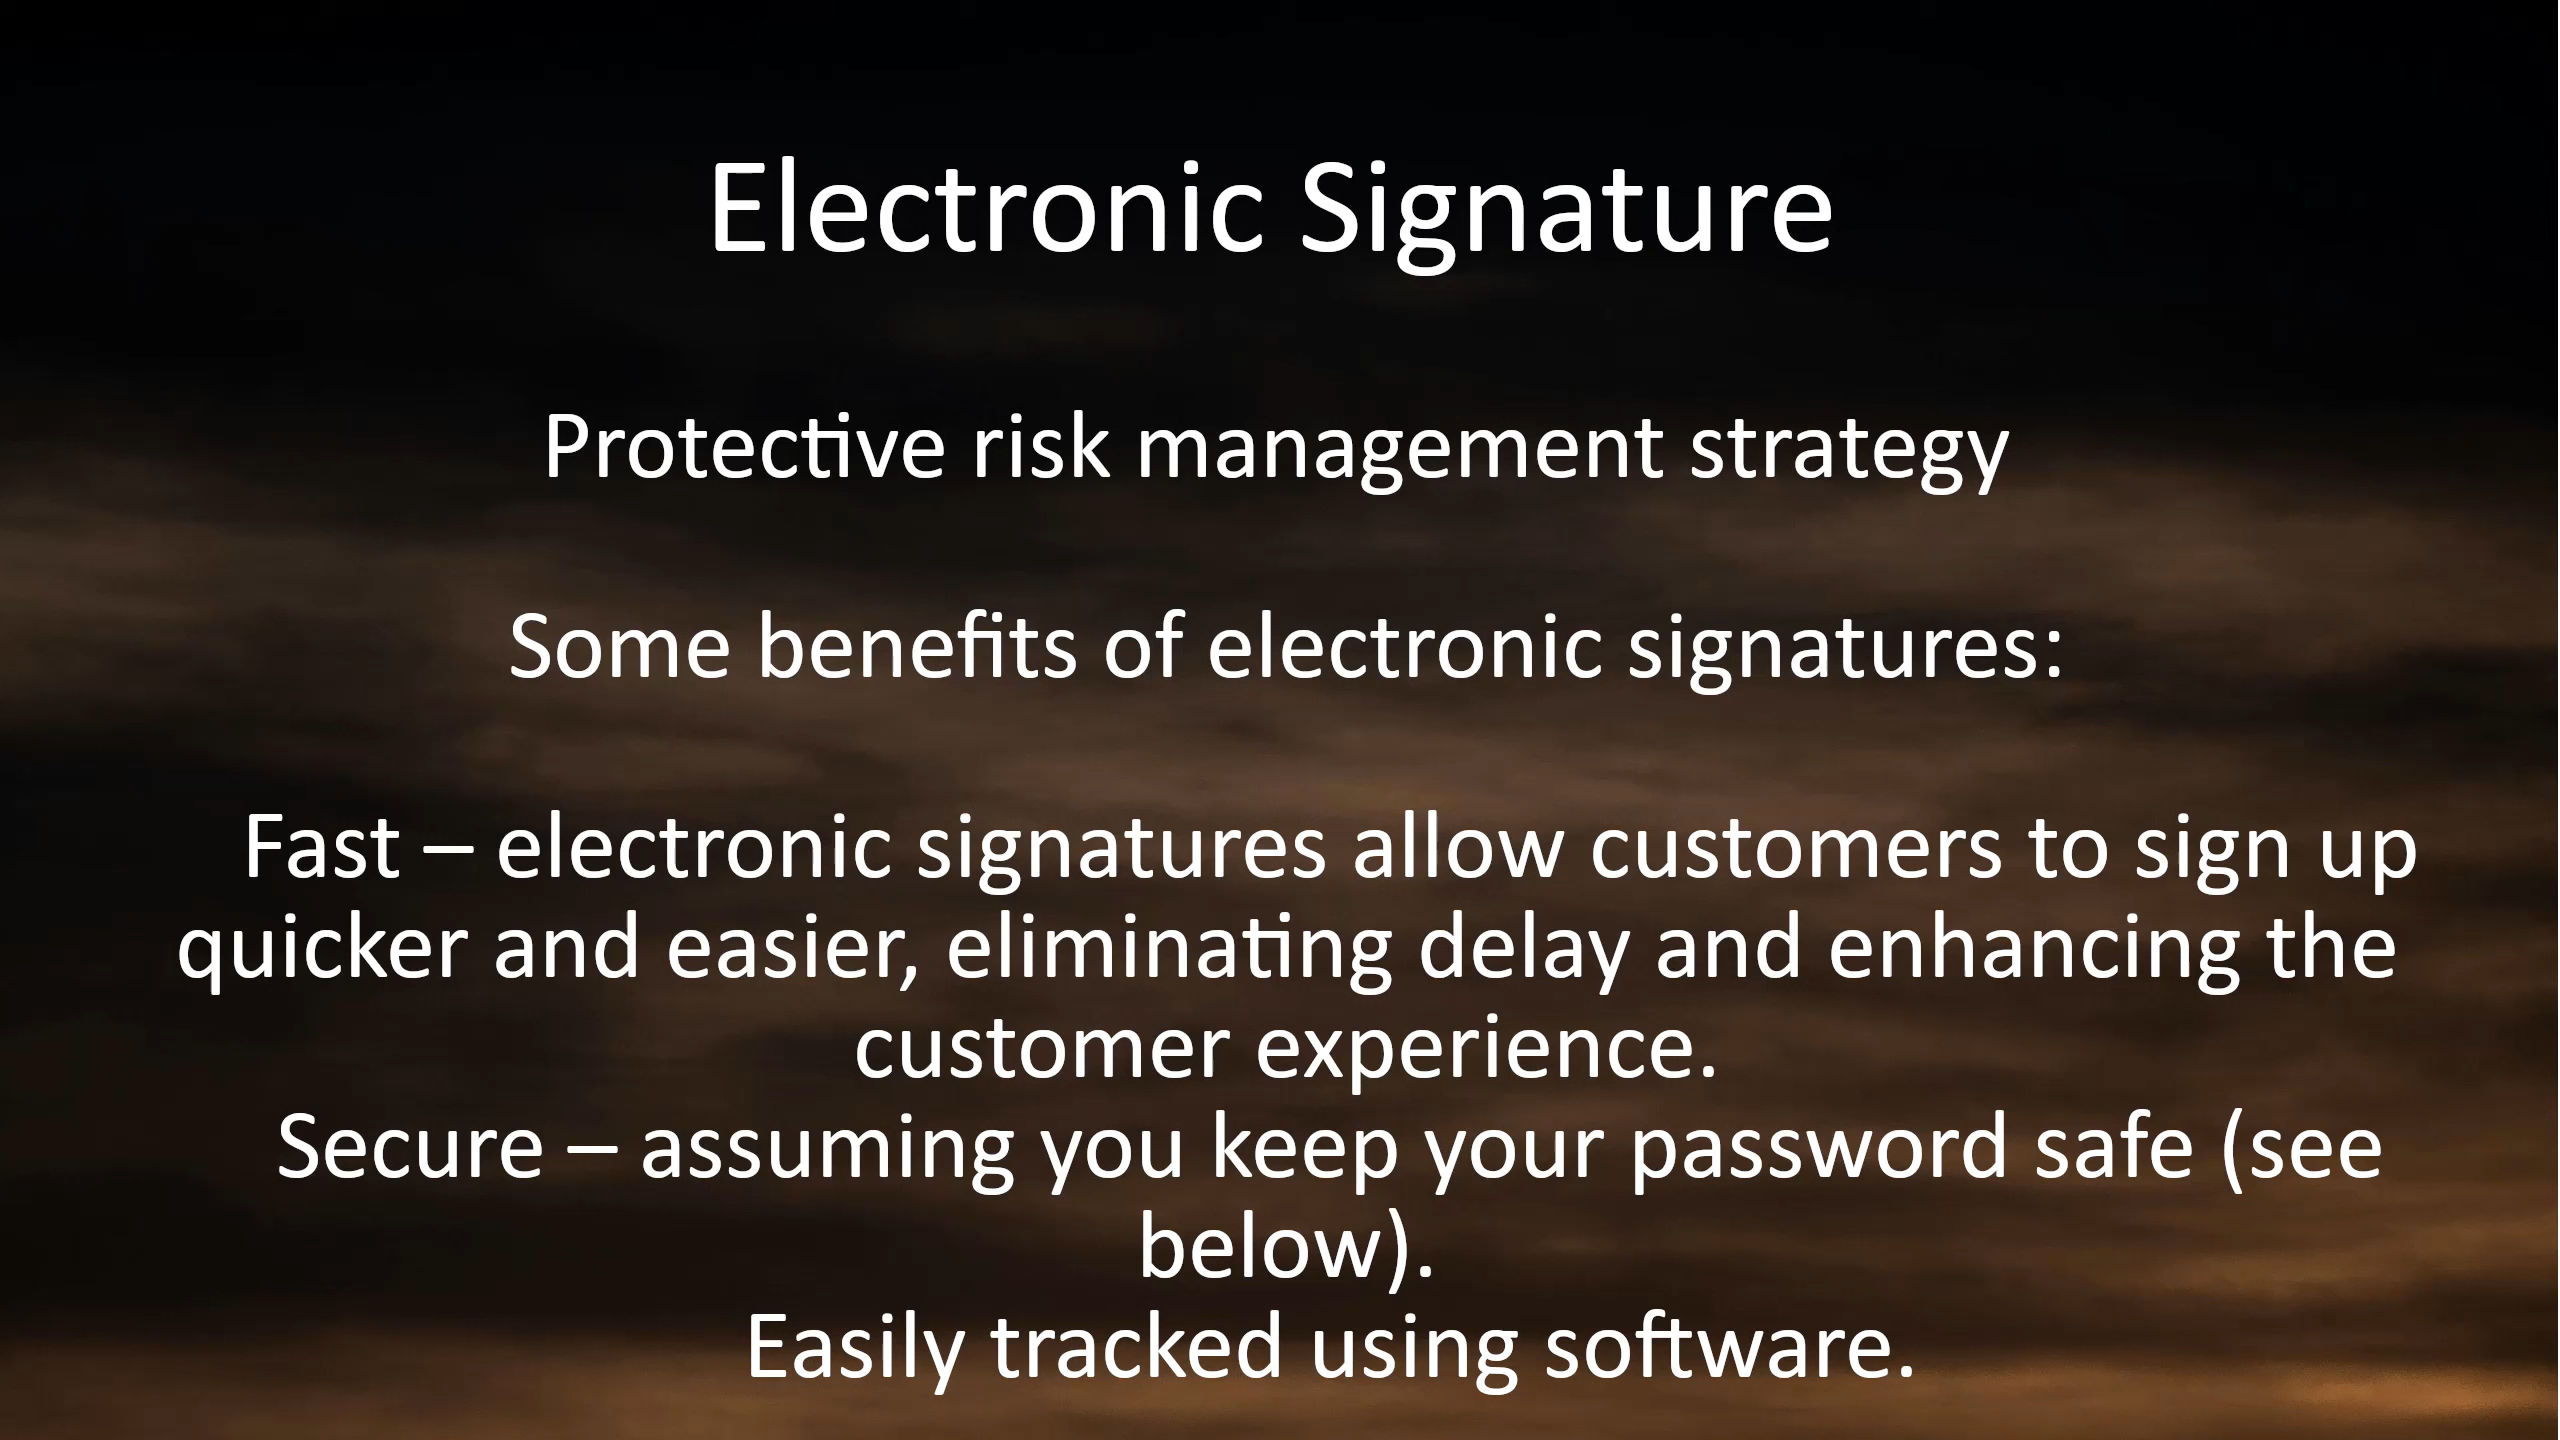 Electronic Signature
Protective risk management strategy
Some benefits of electronic signatures:
Fast – electronic signatures allow customers to sign up
quicker and easier, eliminating delay and enhancing the
customer experience.
Secure – assuming you keep your password safe (see
below).
Easily tracked using software.